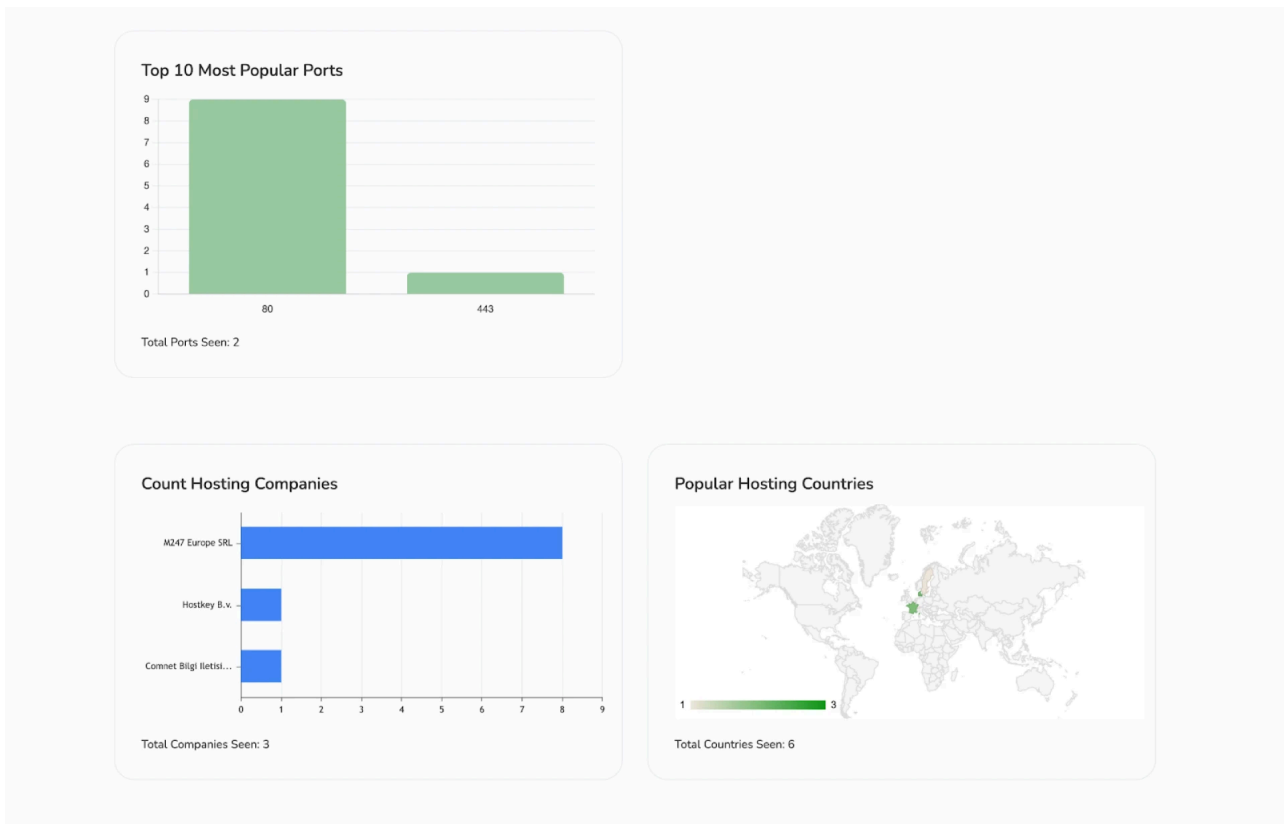 Top 10 Most Popular Ports
9
8
7
6
5
4
3
2
1
0
80 443
Total Ports Seen: 2
Count Hosting Companies
M247 Europe SRL
Hostkey B.v.
Comnet Bilgi Iletisi...
0 1 2 3 4 5 6 7 8 9
Total Companies Seen: 3
Popular Hosting Countries
1 3
Total Countries Seen: 6